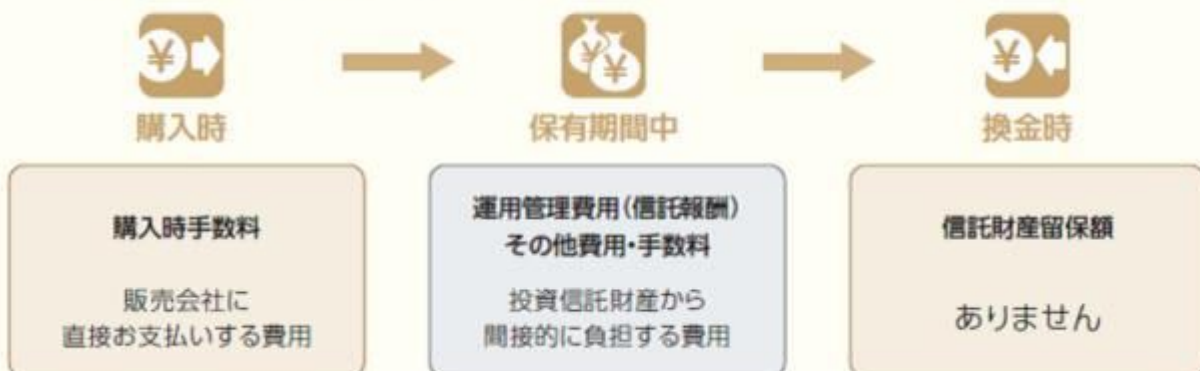 ¥
¥
¥
¥
購入時
保有期間中
換金時
購入時手数料
販売会社に
直接お支払いする費用
運用管理費用(信託報酬)
その他費用・手数料
投資信託財産から
間接的に負担する費用
信託財産留保額
ありません